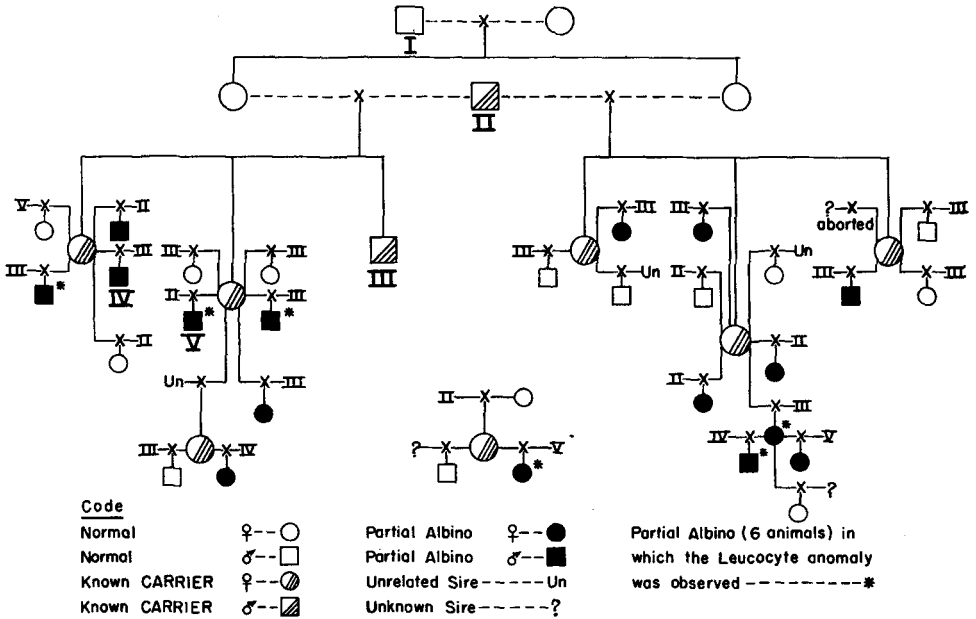 X
I
X
X
II
V X
X II
X III
III X
X III
? X
aborted
X III
III X
X III
III X
III X
X Un
III X
X *
X III
IV
III
X Un
II X
III X
X III
II X
X III
* *
V
X II
X II
Un X
X III
II X
II X
X III
III X
X IV
? X
X V
*
IV X
* X V
*
X ?
Code
Normal ♀--
Normal ♂--
Known CARRIER ♀--
Known CARRIER ♂--
Partial Albino ♀--
Partial Albino ♂--
Unrelated Sire-----Un
Unknown Sire-----?
Partial Albino (6 animals) in
which the Leucocyte anomaly
was observed ---------- *